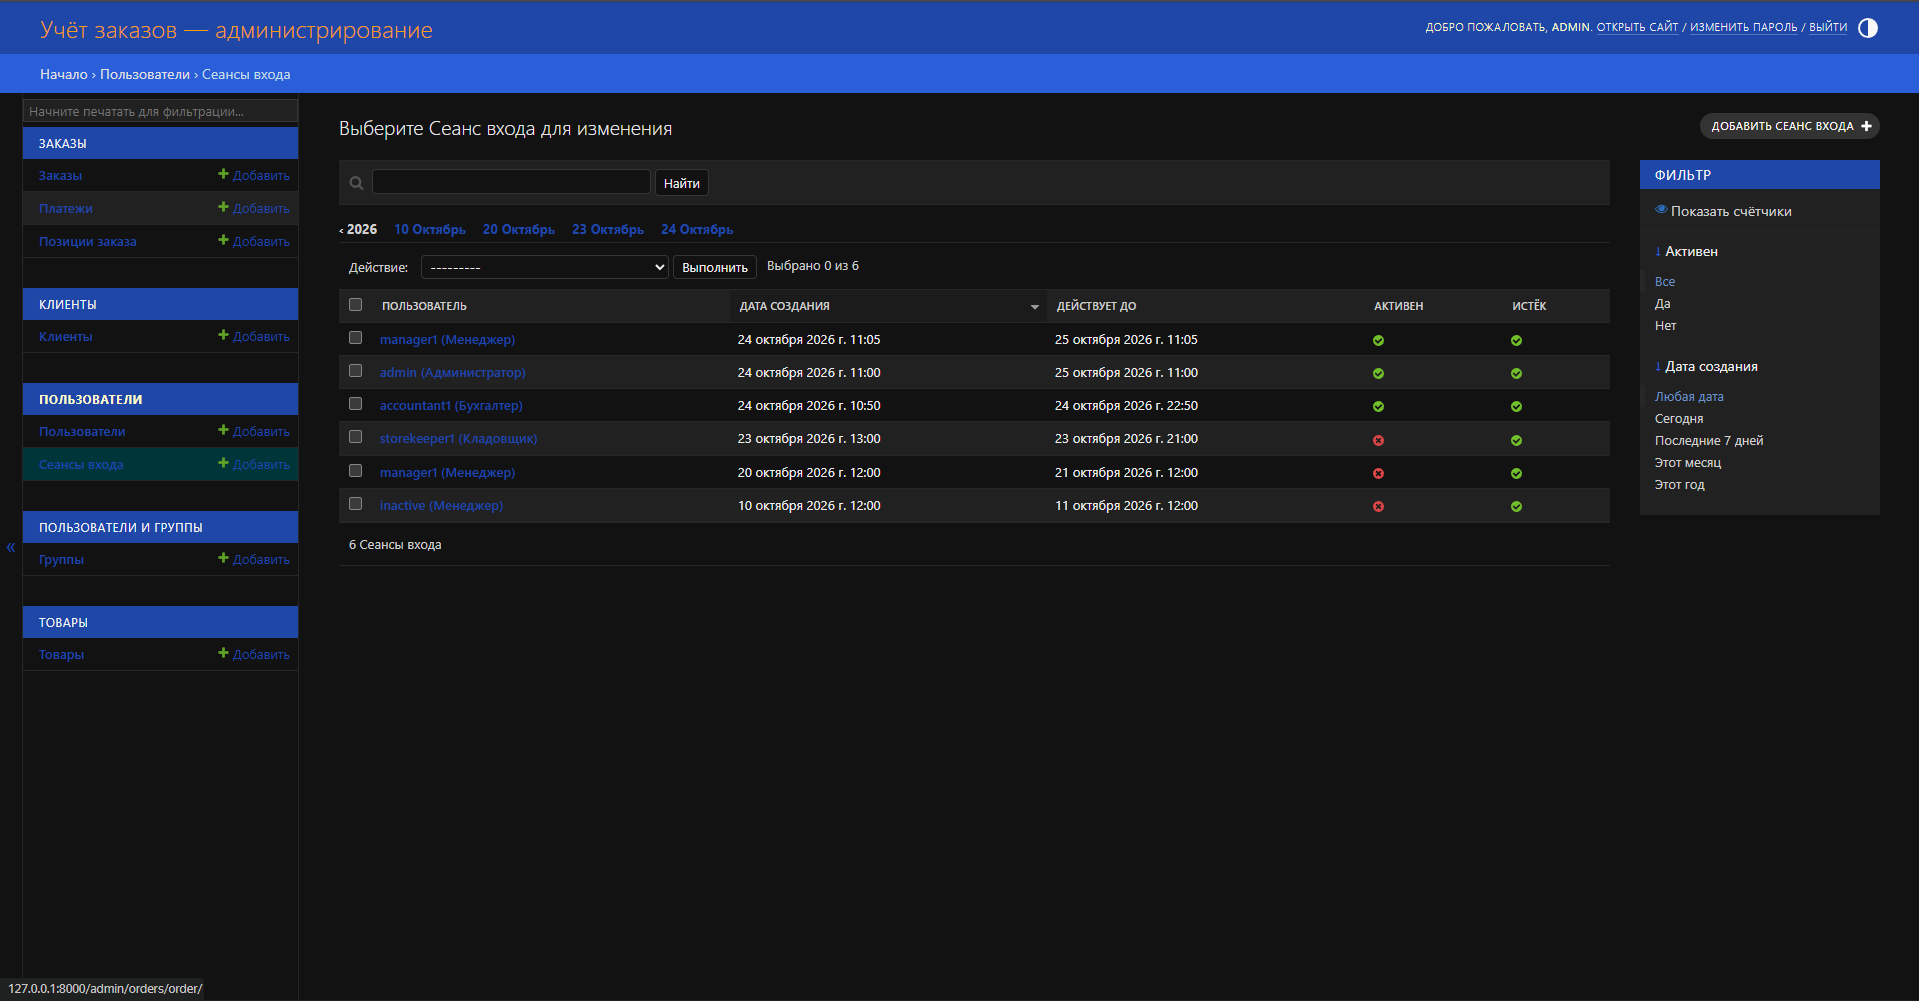 Учёт заказов — администрирование
ДОБРО ПОЖАЛОВАТЬ, ADMIN. ОТКРЫТЬ САЙТ / ИЗМЕНИТЬ ПАРОЛЬ / ВЫЙТИ
Начало › Пользователи › Сеансы входа
Начните печатать для фильтрации...
ЗАКАЗЫ
Заказы Добавить
Платежи Добавить
Позиции заказа Добавить
КЛИЕНТЫ
Клиенты Добавить
ПОЛЬЗОВАТЕЛИ
Пользователи Добавить
Сеансы входа Добавить
ПОЛЬЗОВАТЕЛИ И ГРУППЫ
Группы Добавить
ТОВАРЫ
Товары Добавить
«
Выберите Сеанс входа для изменения
ДОБАВИТЬ СЕАНС ВХОДА
Найти
‹ 2026 10 Октябрь 20 Октябрь 23 Октябрь 24 Октябрь
Действие: --------- Выполнить Выбрано 0 из 6
ПОЛЬЗОВАТЕЛЬ ДАТА СОЗДАНИЯ ДЕЙСТВУЕТ ДО АКТИВЕН ИСТЁК
manager1 (Менеджер) 24 октября 2026 г. 11:05 25 октября 2026 г. 11:05
admin (Администратор) 24 октября 2026 г. 11:00 25 октября 2026 г. 11:00
accountant1 (Бухгалтер) 24 октября 2026 г. 10:50 24 октября 2026 г. 22:50
storekeeper1 (Кладовщик) 23 октября 2026 г. 13:00 23 октября 2026 г. 21:00
manager1 (Менеджер) 20 октября 2026 г. 12:00 21 октября 2026 г. 12:00
inactive (Менеджер) 10 октября 2026 г. 12:00 11 октября 2026 г. 12:00
6 Сеансы входа
ФИЛЬТР
Показать счётчики
↓ Активен
Все
Да
Нет
↓ Дата создания
Любая дата
Сегодня
Последние 7 дней
Этот месяц
Этот год
127.0.0.1:8000/admin/orders/order/